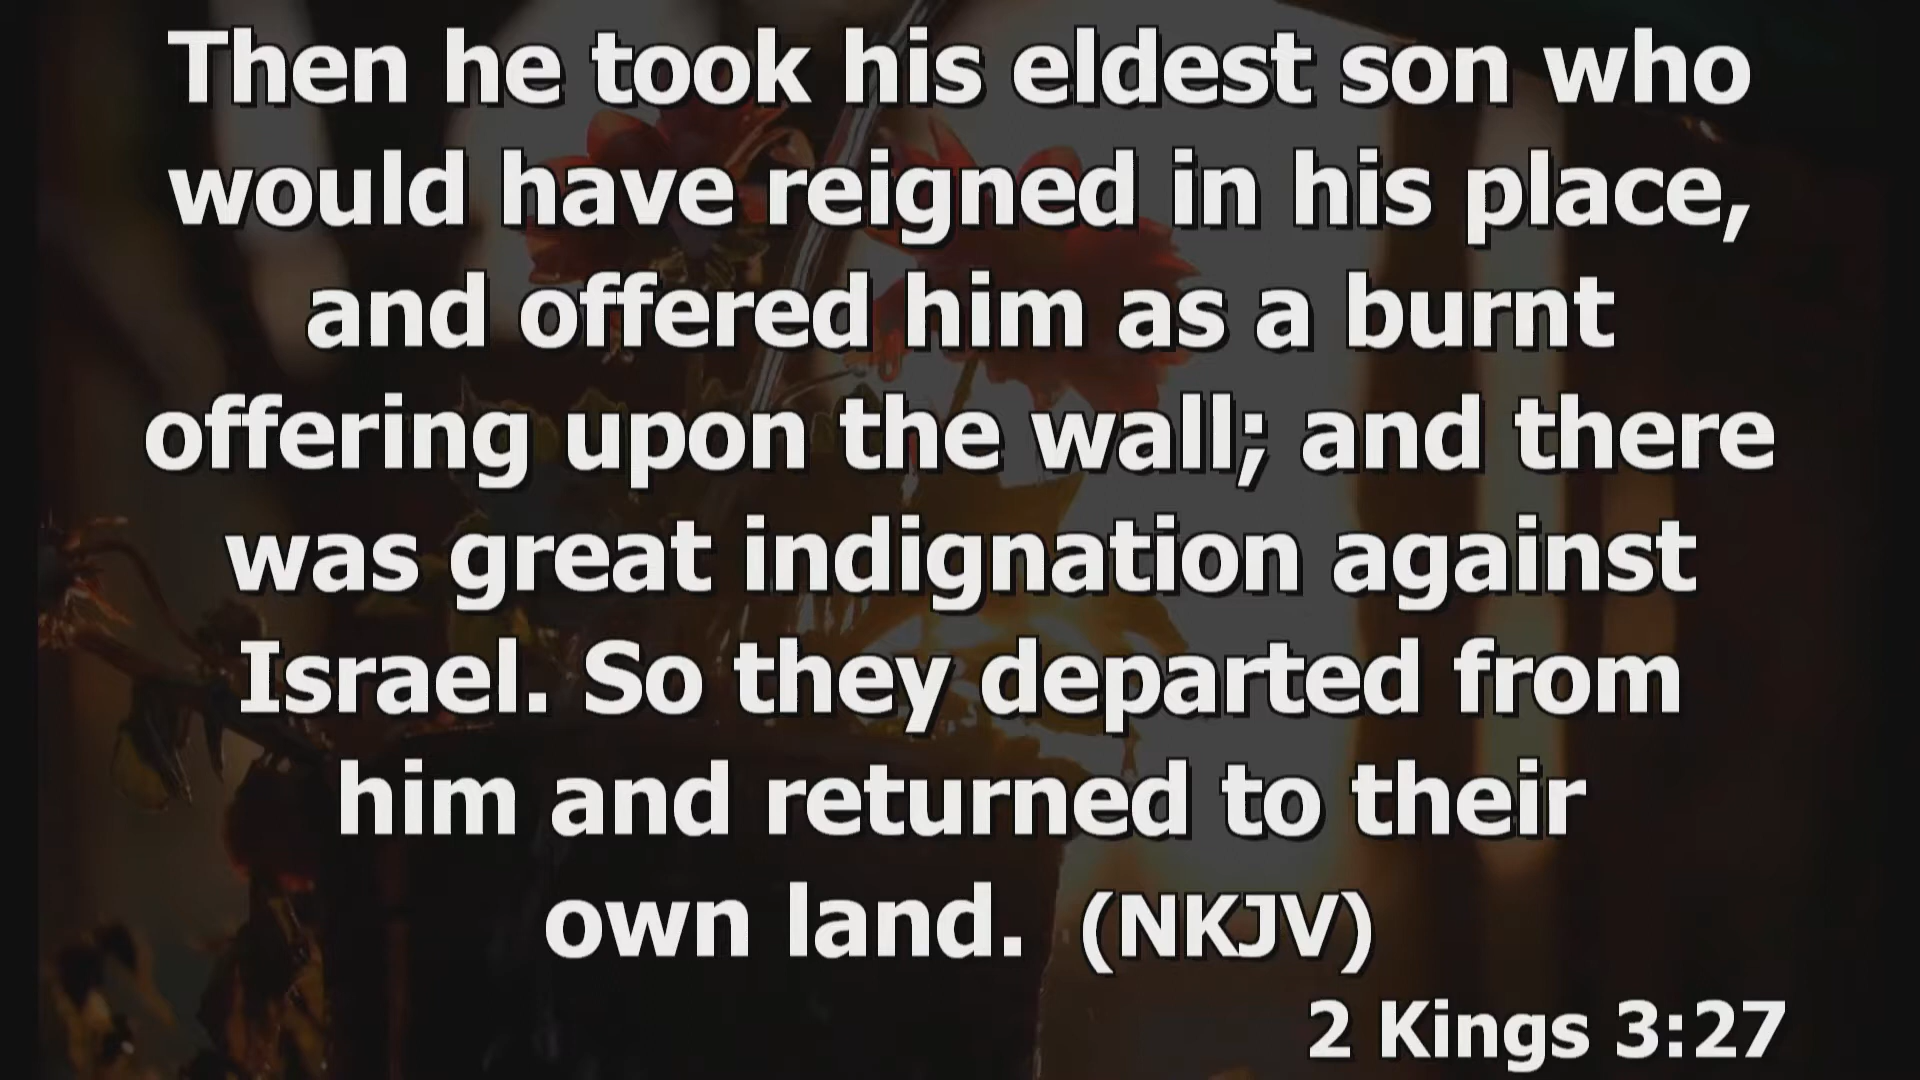 Then he took his eldest son who
would have reigned in his place,
and offered him as a burnt
offering upon the wall; and there
was great indignation against
Israel. So they departed from
him and returned to their
own land. (NKJV)
2 Kings 3:27